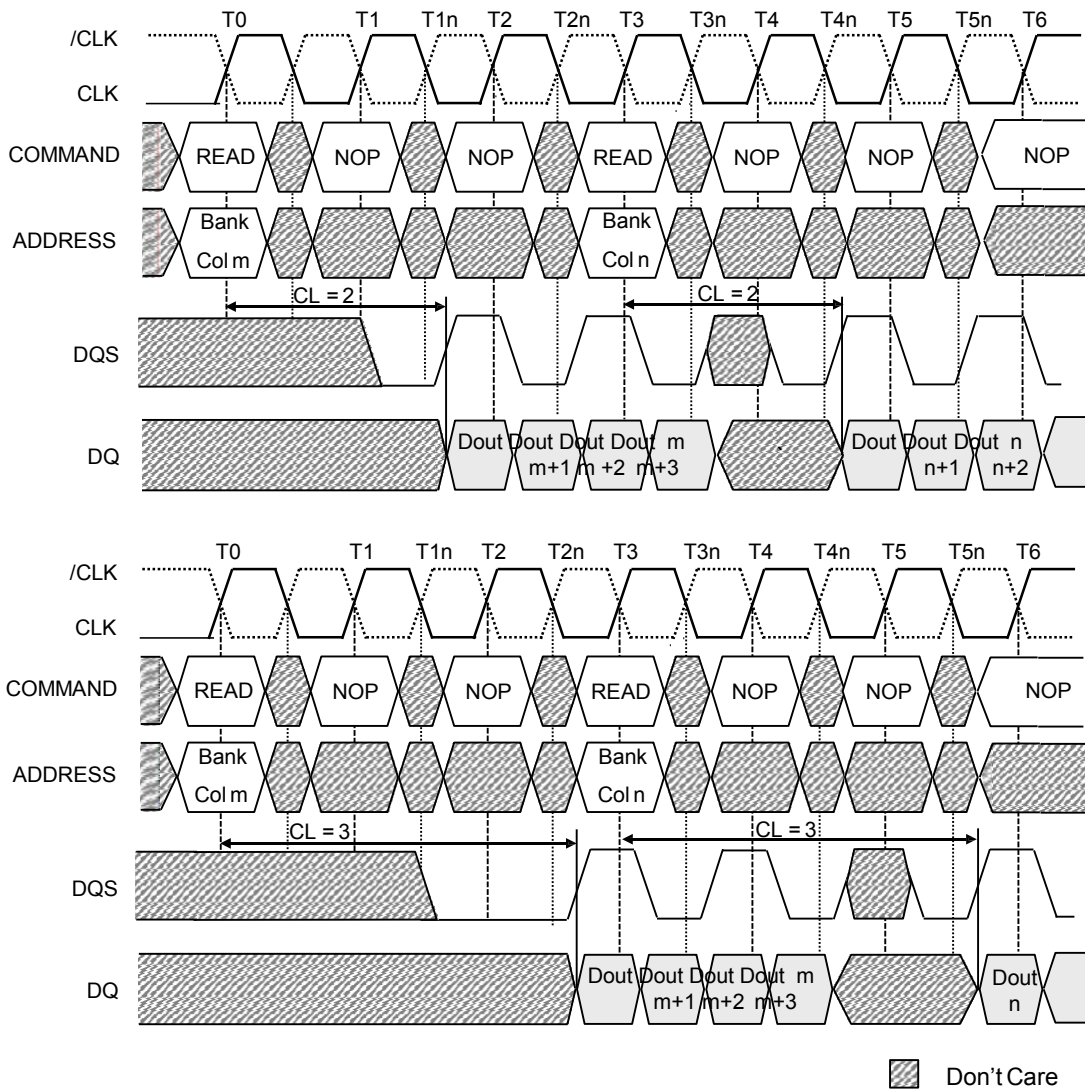 T0 T1 T1n T2 T2n T3 T3n T4 T4n T5 T5n T6
/CLK
CLK
COMMAND READ NOP NOP READ NOP NOP NOP
ADDRESS Bank Col m Bank Col n
CL = 2 CL = 2
DQS
DQ Dout Dout Dout Dout m Dout Dout Dout n
m+1 m +2 m+3 n+1 n+2
T0 T1 T1n T2 T2n T3 T3n T4 T4n T5 T5n T6
/CLK
CLK
COMMAND READ NOP NOP READ NOP NOP NOP
ADDRESS Bank Col m Bank Col n
CL = 3 CL = 3
DQS
DQ Dout Dout Dout Dout m Dout
m+1 m+2 m+3 n
Don't Care